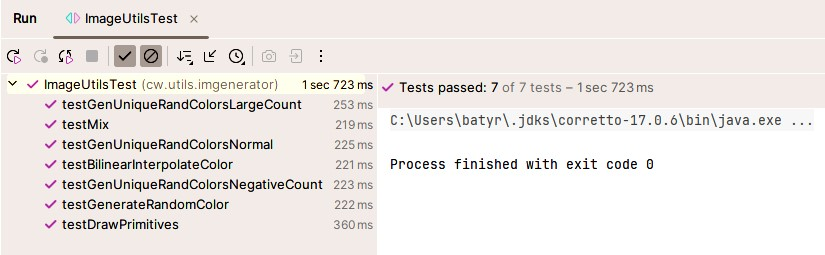 Run ImageUtilsTest
ImageUtilsTest (cw.utils.imgenerator) 1 sec 723 ms
testGenUniqueRandColorsLargeCount 253 ms
testMix 219 ms
testGenUniqueRandColorsNormal 225 ms
testBilinearInterpolateColor 221 ms
testGenUniqueRandColorsNegativeCount 223 ms
testGenerateRandomColor 222 ms
testDrawPrimitives 360 ms
Tests passed: 7 of 7 tests – 1 sec 723 ms
C:\Users\batyr\.jdks\corretto-17.0.6\bin\java.exe ...
Process finished with exit code 0